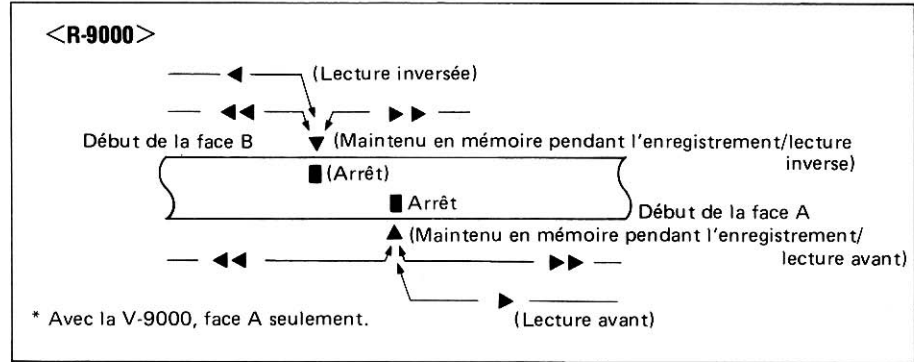 <R-9000>
(Lecture inversée)
Début de la face B
(Maintenu en mémoire pendant l'enregistrement/lecture
inverse)
(Arrêt)
Arrêt
Début de la face A
(Maintenu en mémoire pendant l'enregistrement/
lecture avant)
(Lecture avant)
* Avec la V-9000, face A seulement.